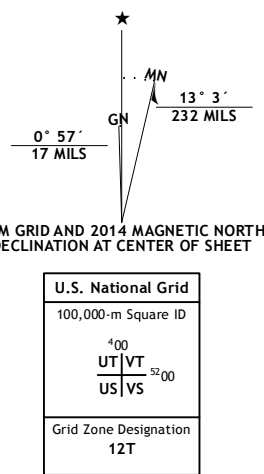 ★
MN
GN
13° 3´
232 MILS
0° 57´
17 MILS
M GRID AND 2014 MAGNETIC NORTH
DECLINATION AT CENTER OF SHEET
U.S. National Grid
100,000-m Square ID
⁴00
UT VT
⁵²00
US VS
Grid Zone Designation
12T